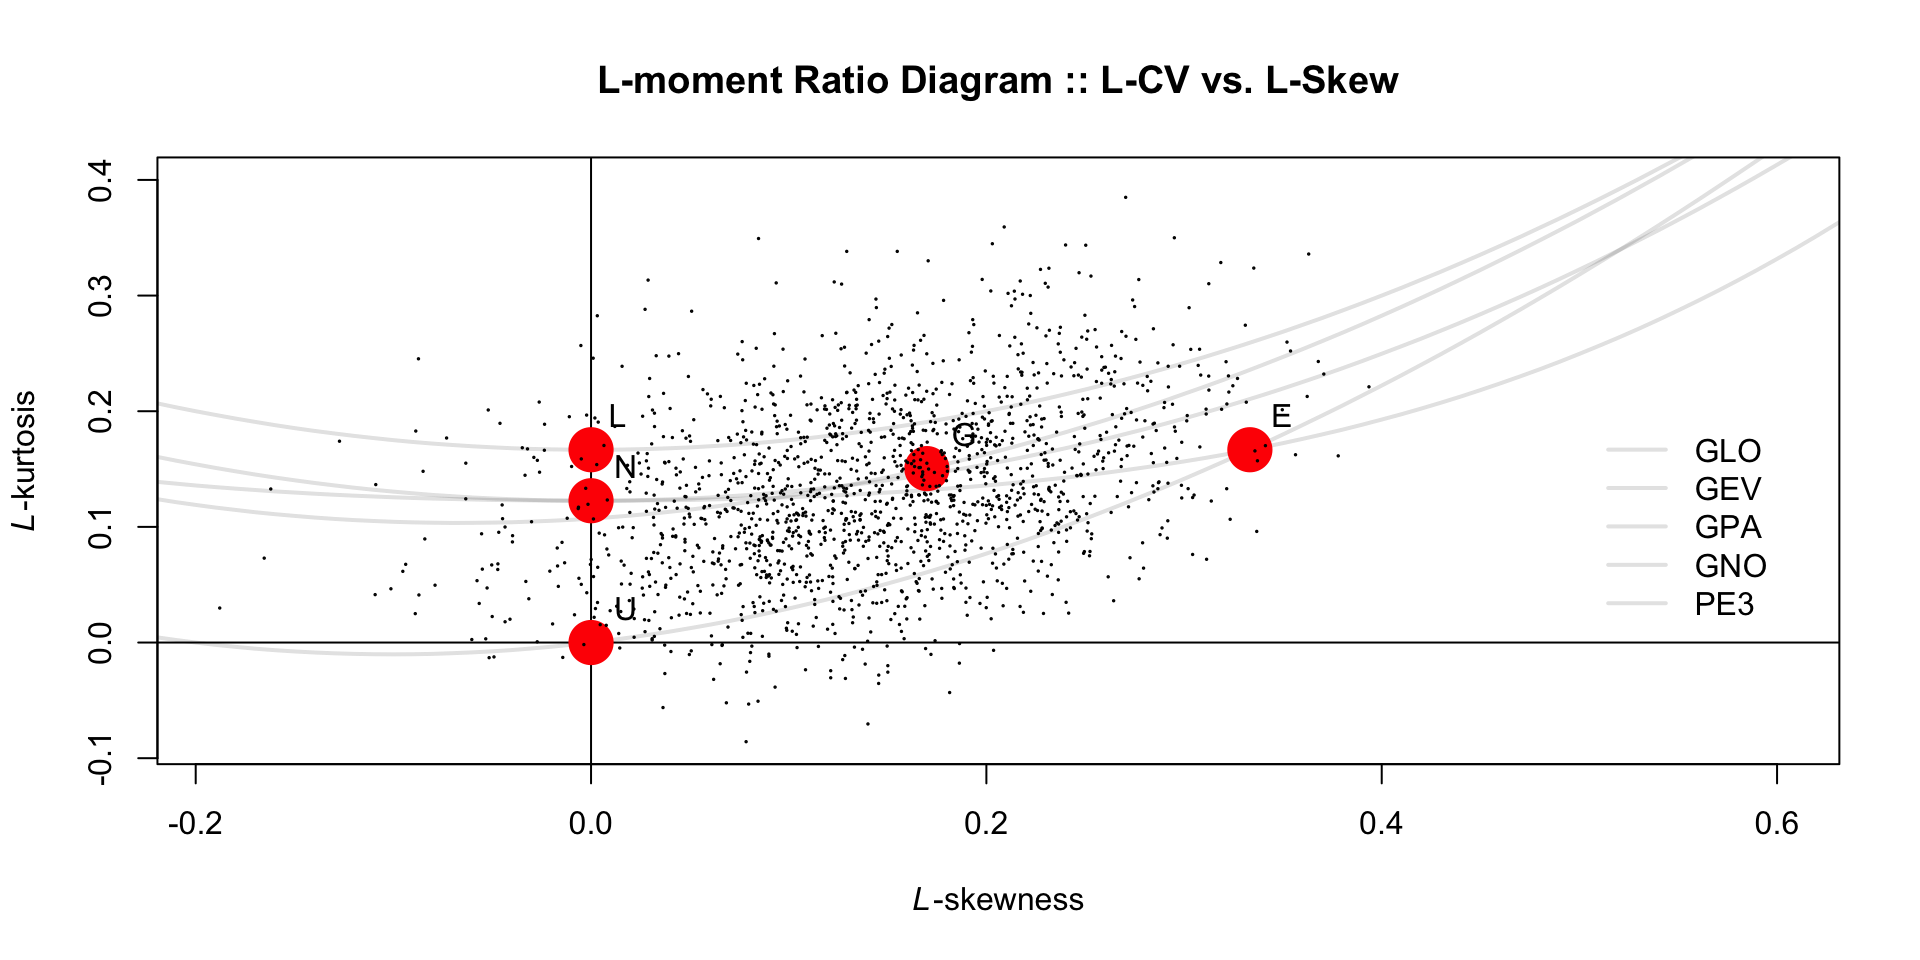 L-moment Ratio Diagram :: L-CV vs. L-Skew
0.4
0.3
0.2
0.1
0.0
-0.1
L-kurtosis
L
N
U
G
E
GLO
GEV
GPA
GNO
PE3
-0.2
0.0
0.2
0.4
0.6
L-skewness